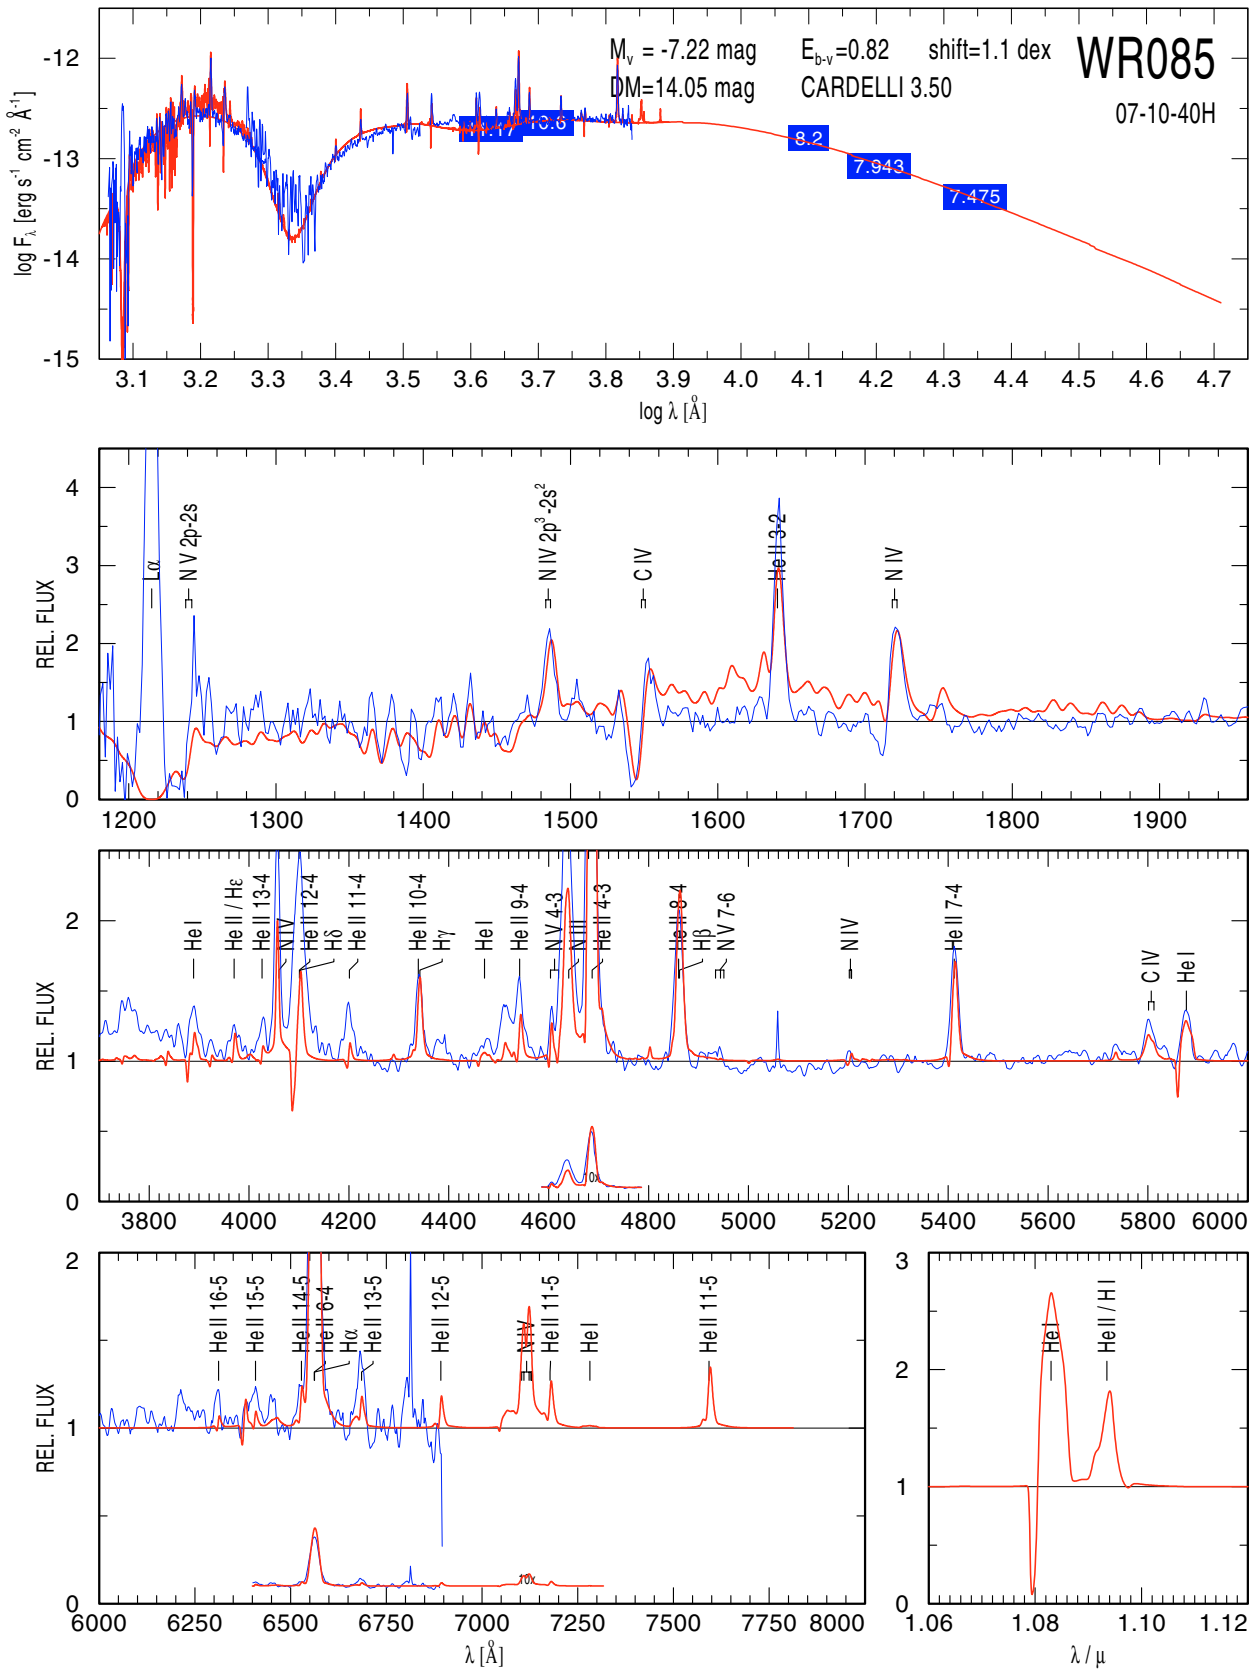 M_v = -7.22 mag E_b-v=0.82 shift=1.1 dex WR085
DM=14.05 mag CARDELLI 3.50 07-10-40H
log F_λ [erg s⁻¹ cm⁻² Å⁻¹]
-12
-13
-14
-15
10.6
8.2
7.943
7.475
3.1 3.2 3.3 3.4 3.5 3.6 3.7 3.8 3.9 4.0 4.1 4.2 4.3 4.4 4.5 4.6 4.7
log λ [Å]
REL. FLUX
4
3
2
1
0
Lα
N V 2p-2s
N IV 2p³-2s²
C IV
He II 3-2
N IV
1200 1300 1400 1500 1600 1700 1800 1900
REL. FLUX
2
1
0
He I
He II / Hε
He II 13-4
N IV
He II 12-4
Hδ
He II 11-4
He II 10-4
Hγ
He I
He II 9-4
N V 4-3
N III
He II 4-3
He II 8-4
Hβ
N V 7-6
N IV
He II 7-4
C IV
He I
3800 4000 4200 4400 4600 4800 5000 5200 5400 5600 5800 6000
REL. FLUX
2
1
0
He II 16-5
He II 15-5
He II 14-5
He II 6-4
Hα
He II 13-5
He II 12-5
N IV
N IV
He II 11-5
He I
He II 11-5
10x
6000 6250 6500 6750 7000 7250 7500 7750 8000
λ [Å]
3
2
1
0
He I
He II / H I
1.06 1.08 1.10 1.12
λ / μ